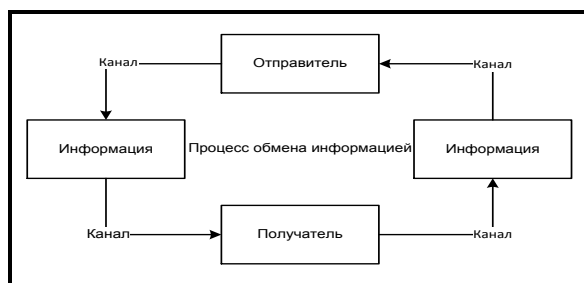 Канал Отправитель Канал
Информация Процесс обмена информацией Информация
Канал Получатель Канал